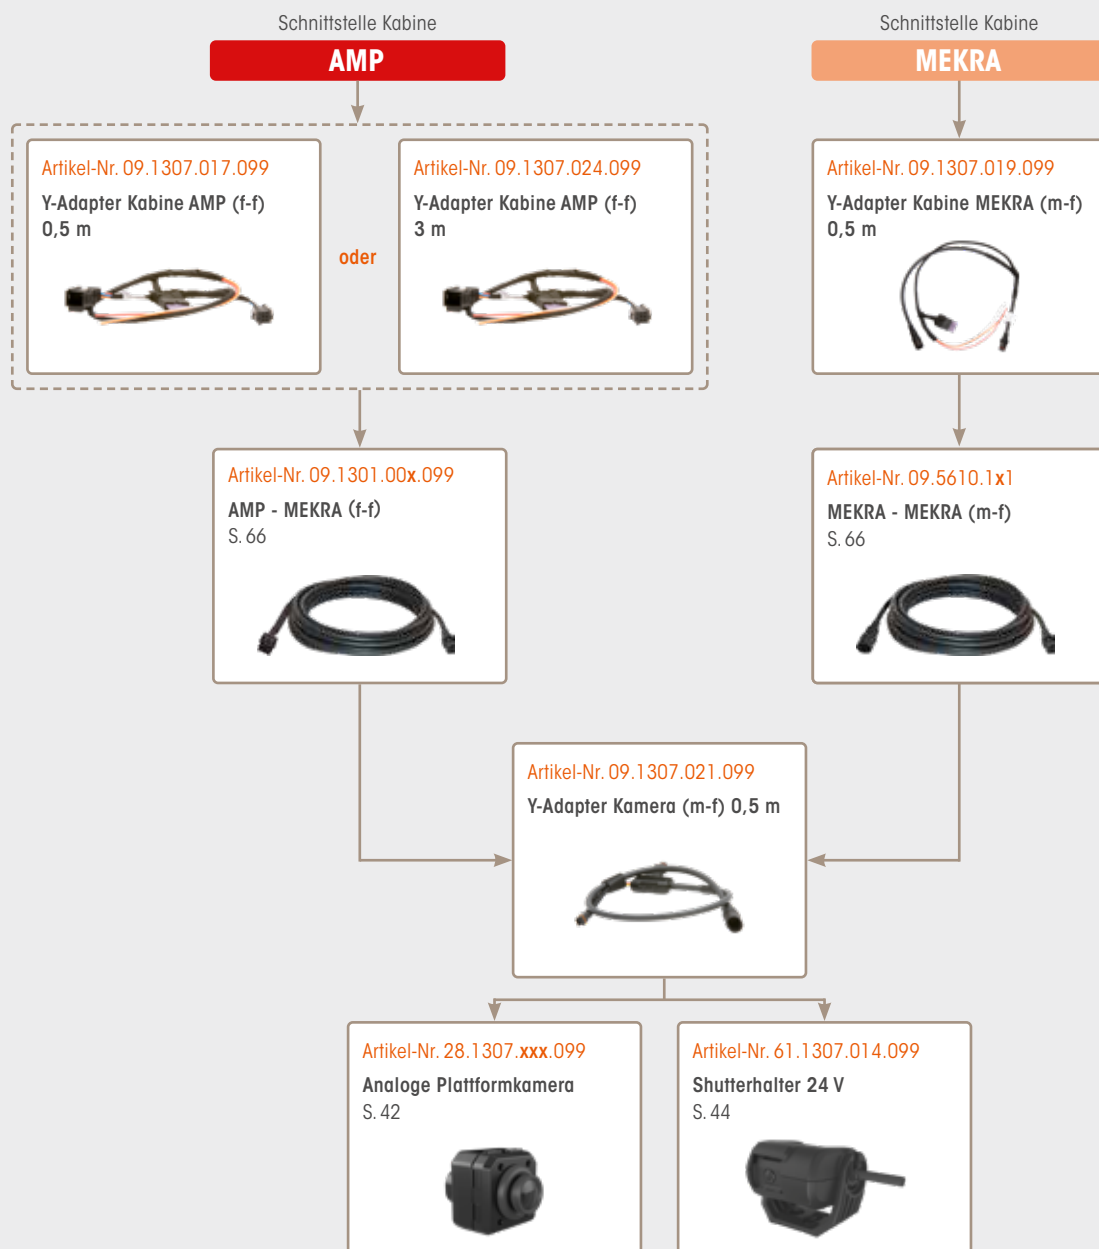 Schnittstelle Kabine
AMP
Schnittstelle Kabine
MEKRA
Artikel-Nr. 09.1307.017.099
Y-Adapter Kabine AMP (f-f)
0,5 m
oder
Artikel-Nr. 09.1307.024.099
Y-Adapter Kabine AMP (f-f)
3 m
Artikel-Nr. 09.1307.019.099
Y-Adapter Kabine MEKRA (m-f)
0,5 m
Artikel-Nr. 09.1301.00x.099
AMP - MEKRA (f-f)
S. 66
Artikel-Nr. 09.5610.1x1
MEKRA - MEKRA (m-f)
S. 66
Artikel-Nr. 09.1307.021.099
Y-Adapter Kamera (m-f) 0,5 m
Artikel-Nr. 28.1307.xxx.099
Analoge Plattformkamera
S. 42
Artikel-Nr. 61.1307.014.099
Shutterhalter 24 V
S. 44